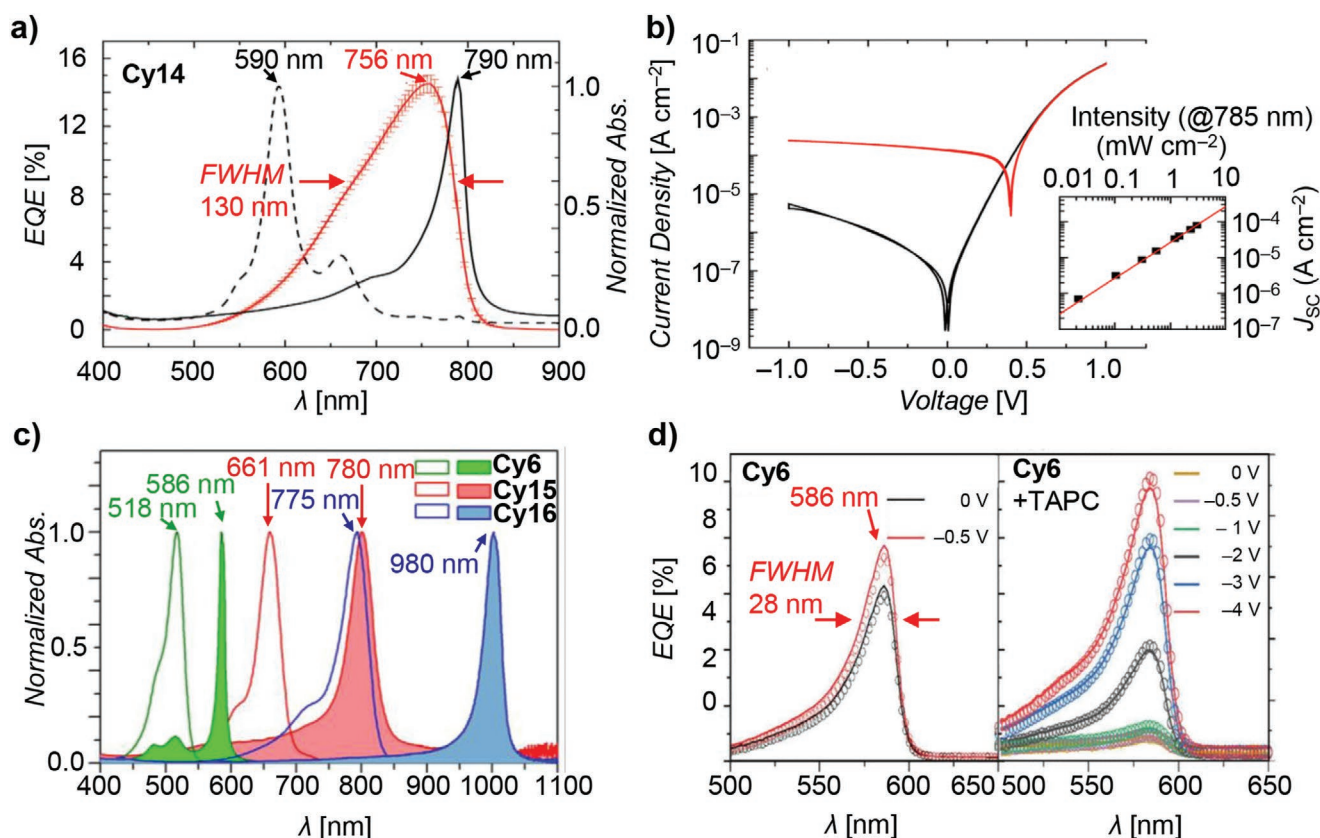 a)
16
14
12
10
8
6
4
2
0
EQE [%]
Cy14
590 nm
756 nm
790 nm
FWHM
130 nm
1.0
0.5
0.0
Normalized Abs.
400 500 600 700 800 900
λ [nm]
b)
10⁻¹
10⁻³
10⁻⁵
10⁻⁷
10⁻⁹
Current Density [A cm⁻²]
−1.0 −0.5 0.0 0.5 1.0
Voltage [V]
Intensity (@785 nm)
(mW cm⁻²)
0.01 0.1 1 10
10⁻⁴
10⁻⁵
10⁻⁶
10⁻⁷
JSC (A cm⁻²)
c)
1.0
0.5
0.0
Normalized Abs.
518 nm
586 nm
661 nm
775 nm
780 nm
980 nm
Cy6
Cy15
Cy16
400 500 600 700 800 900 1000 1100
λ [nm]
d)
10
8
6
4
2
0
EQE [%]
Cy6
586 nm
0 V
−0.5 V
FWHM
28 nm
500 550 600 650
λ [nm]
Cy6
+TAPC
0 V
−0.5 V
−1 V
−2 V
−3 V
−4 V
500 550 600 650
λ [nm]